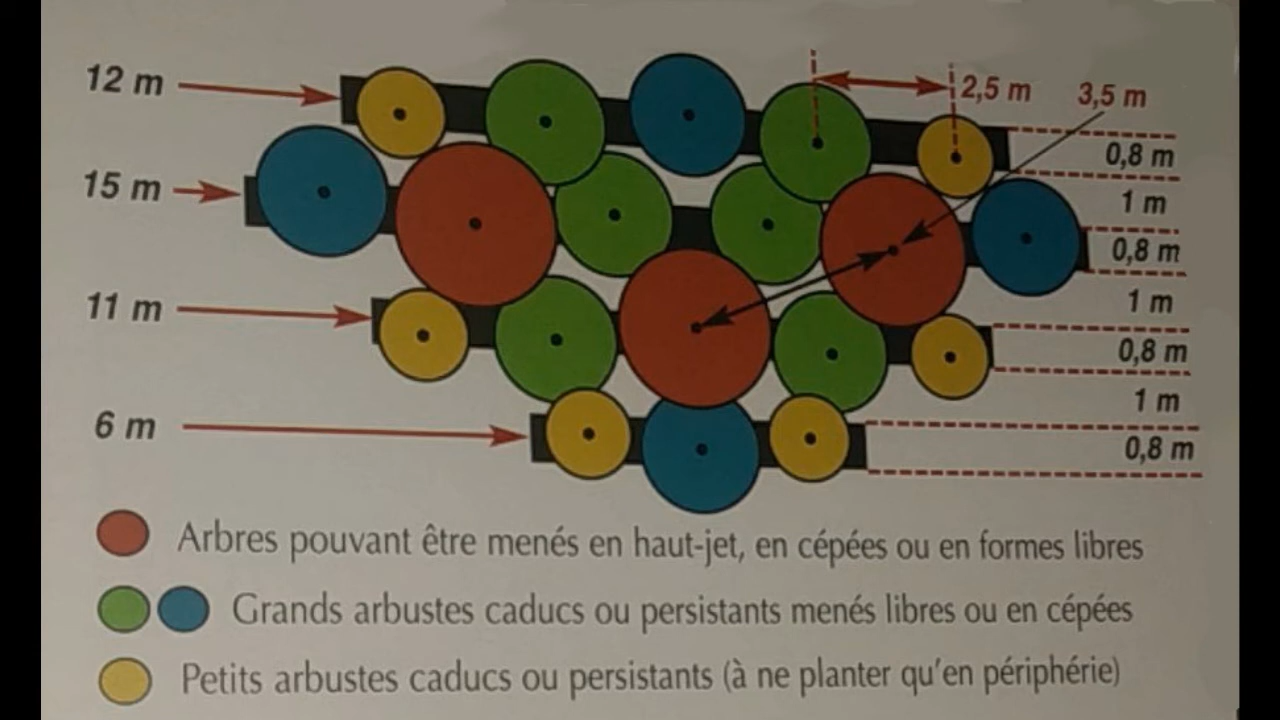 12 m
2,5 m
3,5 m
0,8 m
15 m
1 m
0,8 m
11 m
1 m
0,8 m
1 m
6 m
0,8 m
Arbres pouvant être menés en haut-jet, en cépées ou en formes libres
Grands arbustes caducs ou persistants menés libres ou en cépées
Petits arbustes caducs ou persistants (à ne planter qu'en périphérie)